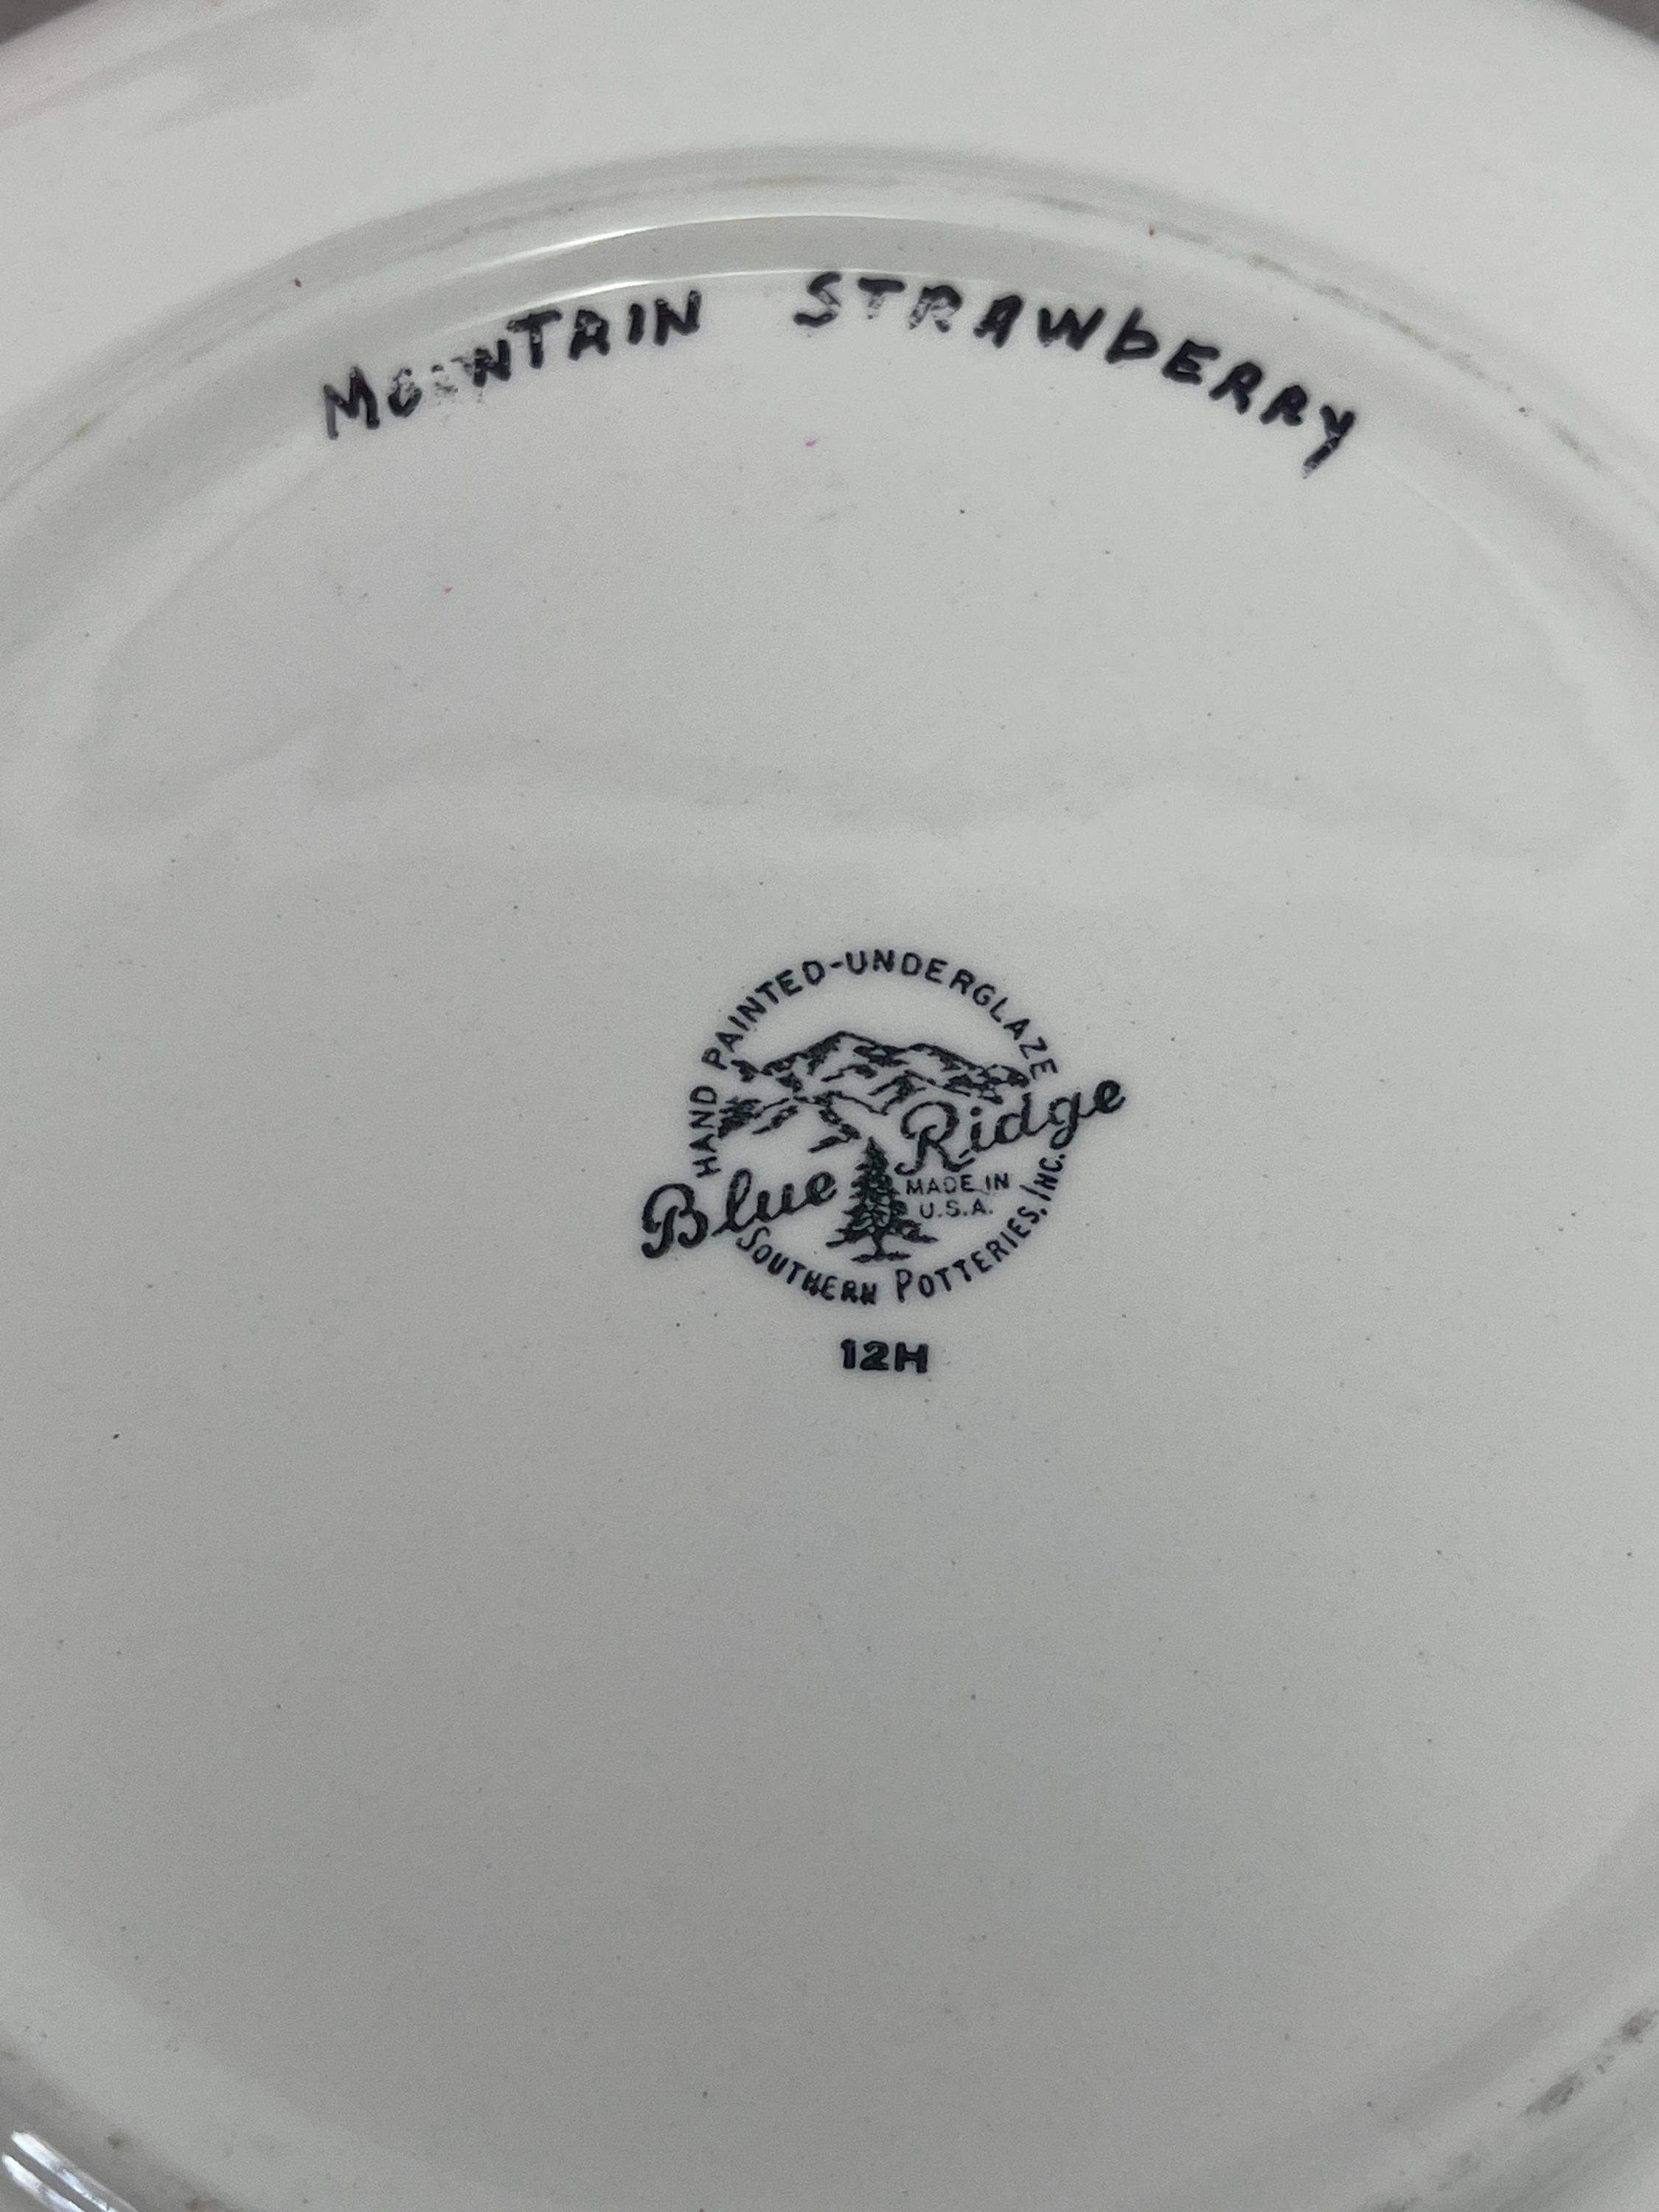 MOUNTAIN STRAWBERRY
HAND PAINTED-UNDERGLAZE
Blue Ridge
MADE IN
U.S.A.
SOUTHERN POTTERIES, INC.
12H